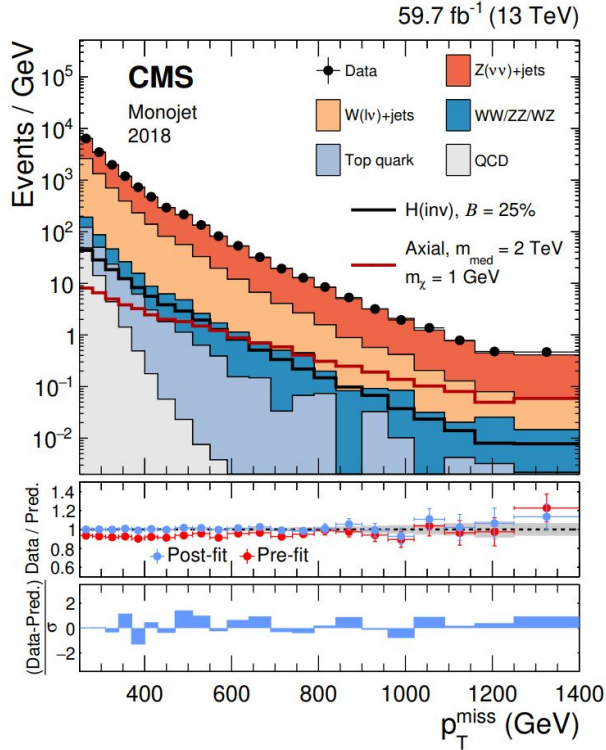 59.7 fb⁻¹ (13 TeV)
Events / GeV
10⁵
10⁴
10³
10²
10
1
10⁻¹
10⁻²
CMS
Monojet
2018
Data
Z(νν)+jets
W(lν)+jets
WW/ZZ/WZ
Top quark
QCD
H(inv), B = 25%
Axial, m_med = 2 TeV
m_χ = 1 GeV
Data / Pred.
1.4
1.2
1.0
0.8
0.6
Post-fit
Pre-fit
(Data-Pred.)
σ
2
0
−2
400 600 800 1000 1200 1400
p_T^miss (GeV)